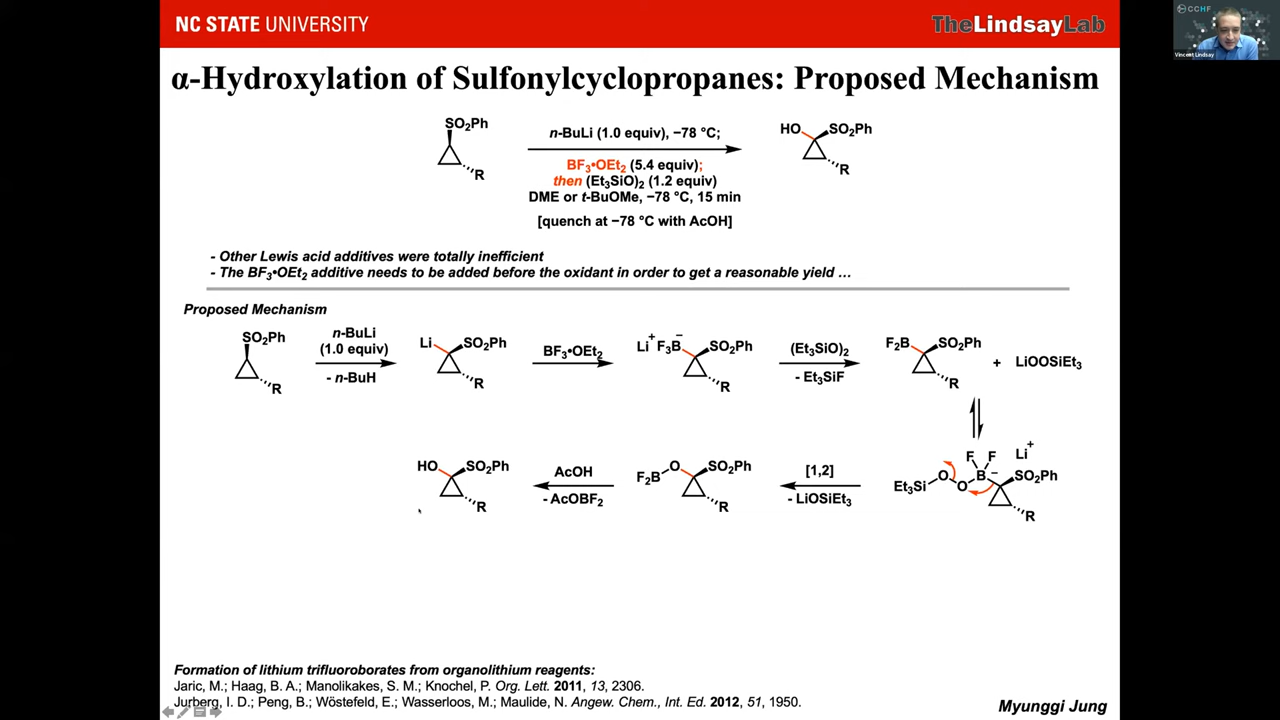 NC STATE UNIVERSITY
TheLindsayLab
CCHF
Vincent Lindsay
α-Hydroxylation of Sulfonylcyclopropanes: Proposed Mechanism
SO₂Ph
R
n-BuLi (1.0 equiv), −78 °C;
BF₃•OEt₂ (5.4 equiv);
then (Et₃SiO)₂ (1.2 equiv)
DME or t-BuOMe, −78 °C, 15 min
[quench at −78 °C with AcOH]
HO SO₂Ph
R
- Other Lewis acid additives were totally inefficient
- The BF₃•OEt₂ additive needs to be added before the oxidant in order to get a reasonable yield …
Proposed Mechanism
SO₂Ph
R
n-BuLi
(1.0 equiv)
- n-BuH
Li SO₂Ph
R
BF₃•OEt₂
Li⁺ F₃B⁻ SO₂Ph
R
(Et₃SiO)₂
- Et₃SiF
F₂B SO₂Ph
R
+ LiOOSiEt₃
Li⁺
F F
Et₃Si O O B⁻ SO₂Ph
R
[1,2]
- LiOSiEt₃
F₂B O SO₂Ph
R
AcOH
- AcOBF₂
HO SO₂Ph
R
Formation of lithium trifluoroborates from organolithium reagents:
Jaric, M.; Haag, B. A.; Manolikakes, S. M.; Knochel, P. Org. Lett. 2011, 13, 2306.
Jurberg, I. D.; Peng, B.; Wöstefeld, E.; Wasserloos, M.; Maulide, N. Angew. Chem., Int. Ed. 2012, 51, 1950.
Myunggi Jung